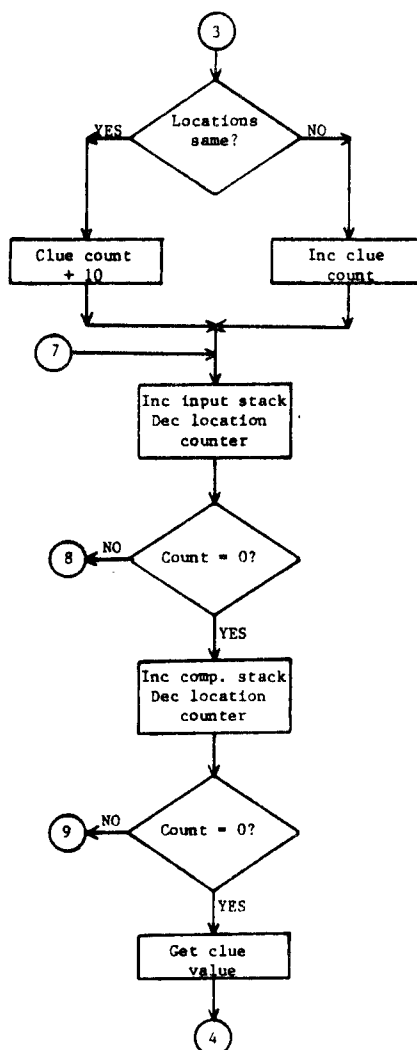 3
Locations
same?
YES
NO
Clue count
+ 10
Inc clue
count
7
Inc input stack
Dec location
counter
8
NO
Count = 0?
YES
Inc comp. stack
Dec location
counter
9
NO
Count = 0?
YES
Get clue
value
4